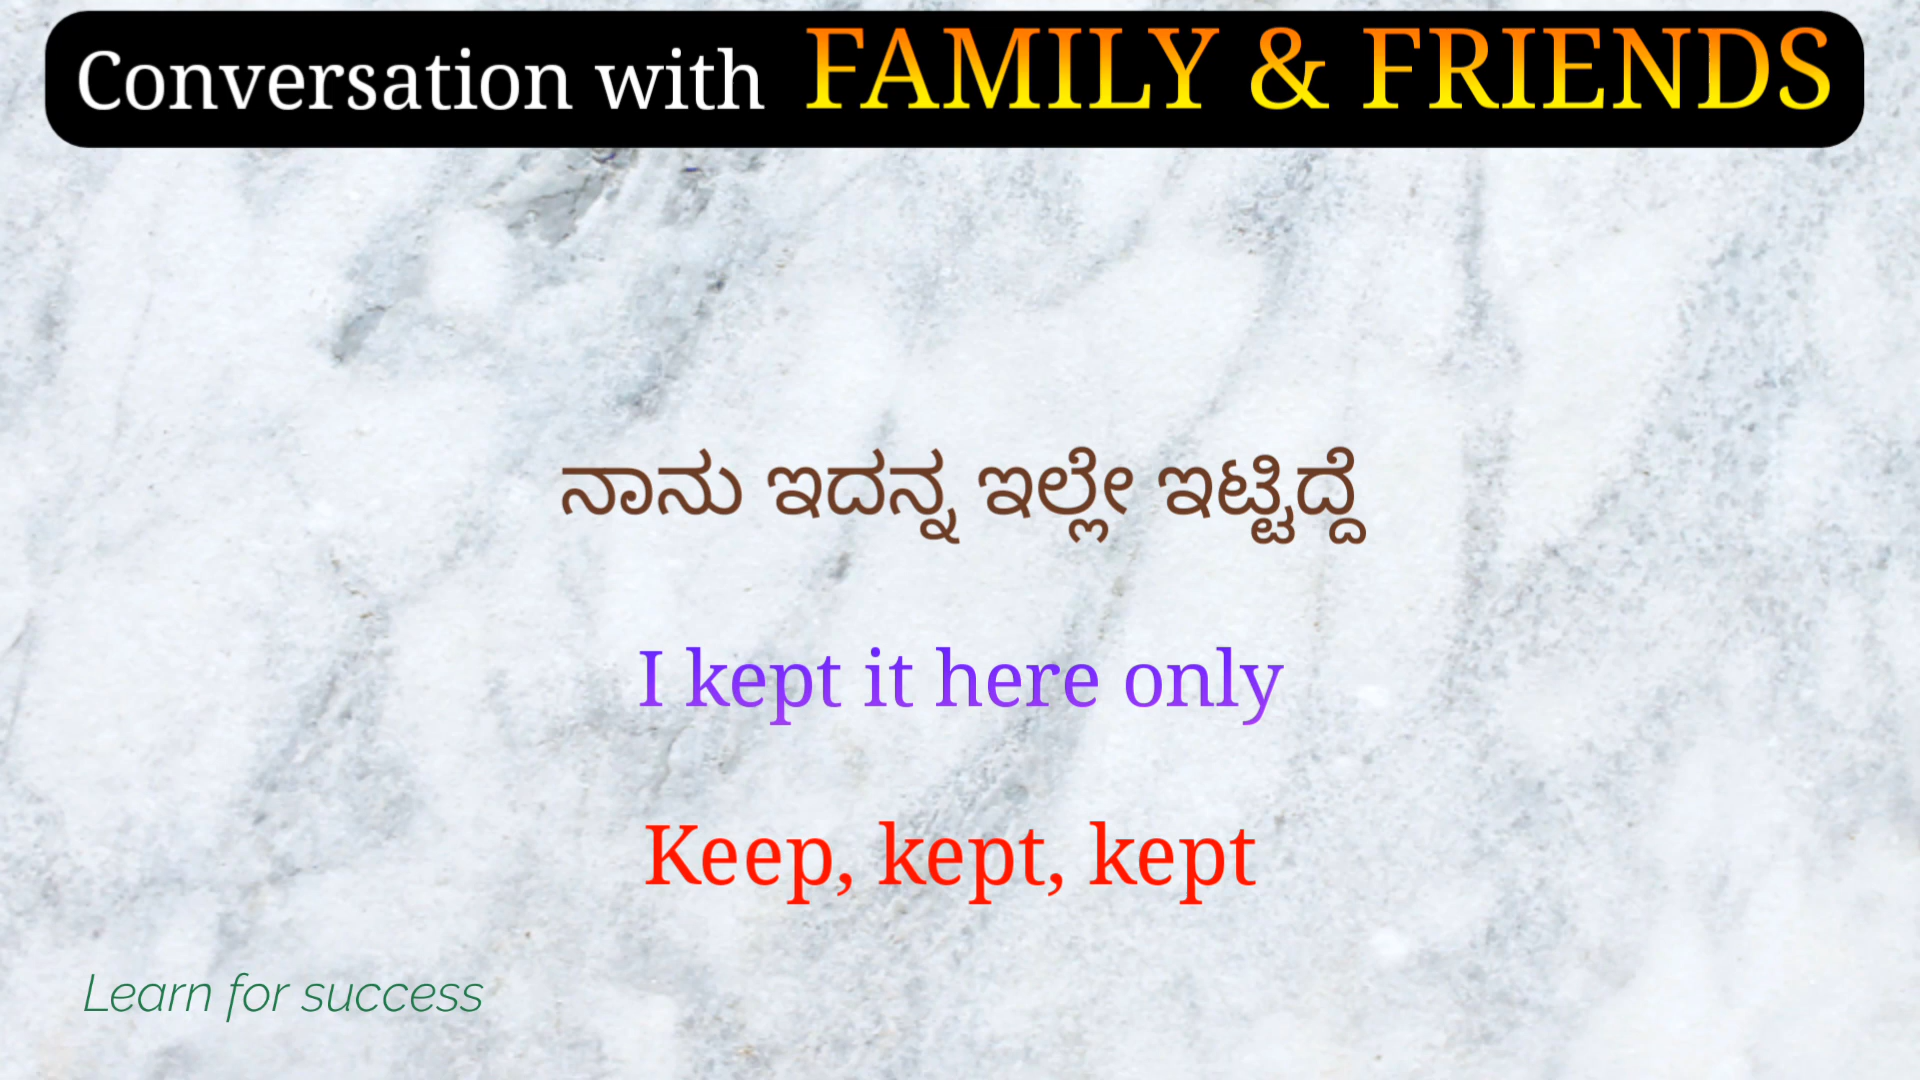 Conversation with FAMILY & FRIENDS
ನಾನು ಇದನ್ನ ಇಲ್ಲೇ ಇಟ್ಟಿದ್ದೆ
I kept it here only
Keep, kept, kept
Learn for success